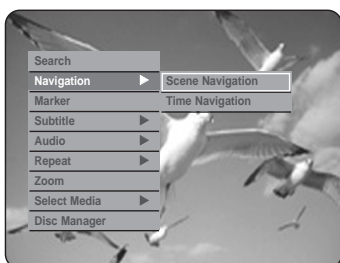 Search
Navigation ▶
Scene Navigation
Marker
Time Navigation
Subtitle ▶
Audio ▶
Repeat ▶
Zoom
Select Media ▶
Disc Manager